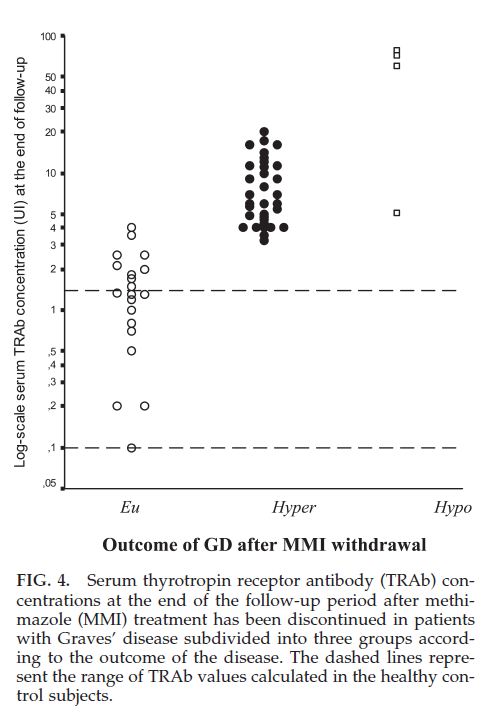 Log-scale serum TRAb concentration (UI) at the end of follow-up
100
50
40
30
20
10
5
4
3
2
1
,5
,4
,3
,2
,1
,05
Eu Hyper Hypo
Outcome of GD after MMI withdrawal
FIG. 4. Serum thyrotropin receptor antibody (TRAb) con-
centrations at the end of the follow-up period after methi-
mazole (MMI) treatment has been discontinued in patients
with Graves’ disease subdivided into three groups accord-
ing to the outcome of the disease. The dashed lines repre-
sent the range of TRAb values calculated in the healthy con-
trol subjects.